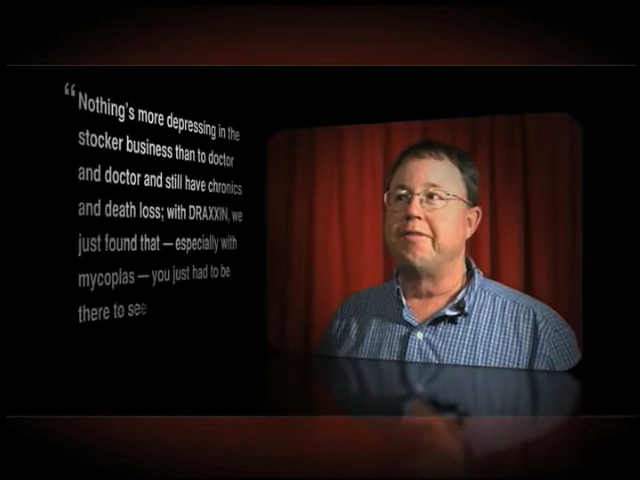 “Nothing’s more depressing in the
stocker business than to doctor
and doctor and still have chronics
and death loss; with DRAXXIN, we
just found that — especially with
mycoplas — you just had to be
there to see